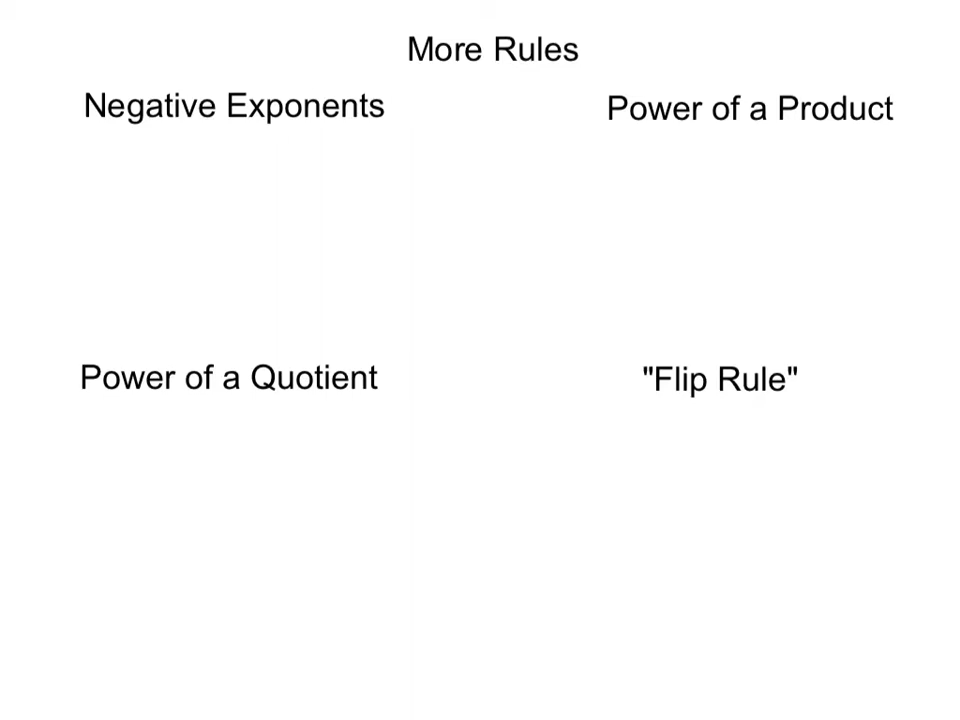 More Rules
Negative Exponents
Power of a Product
Power of a Quotient
"Flip Rule"